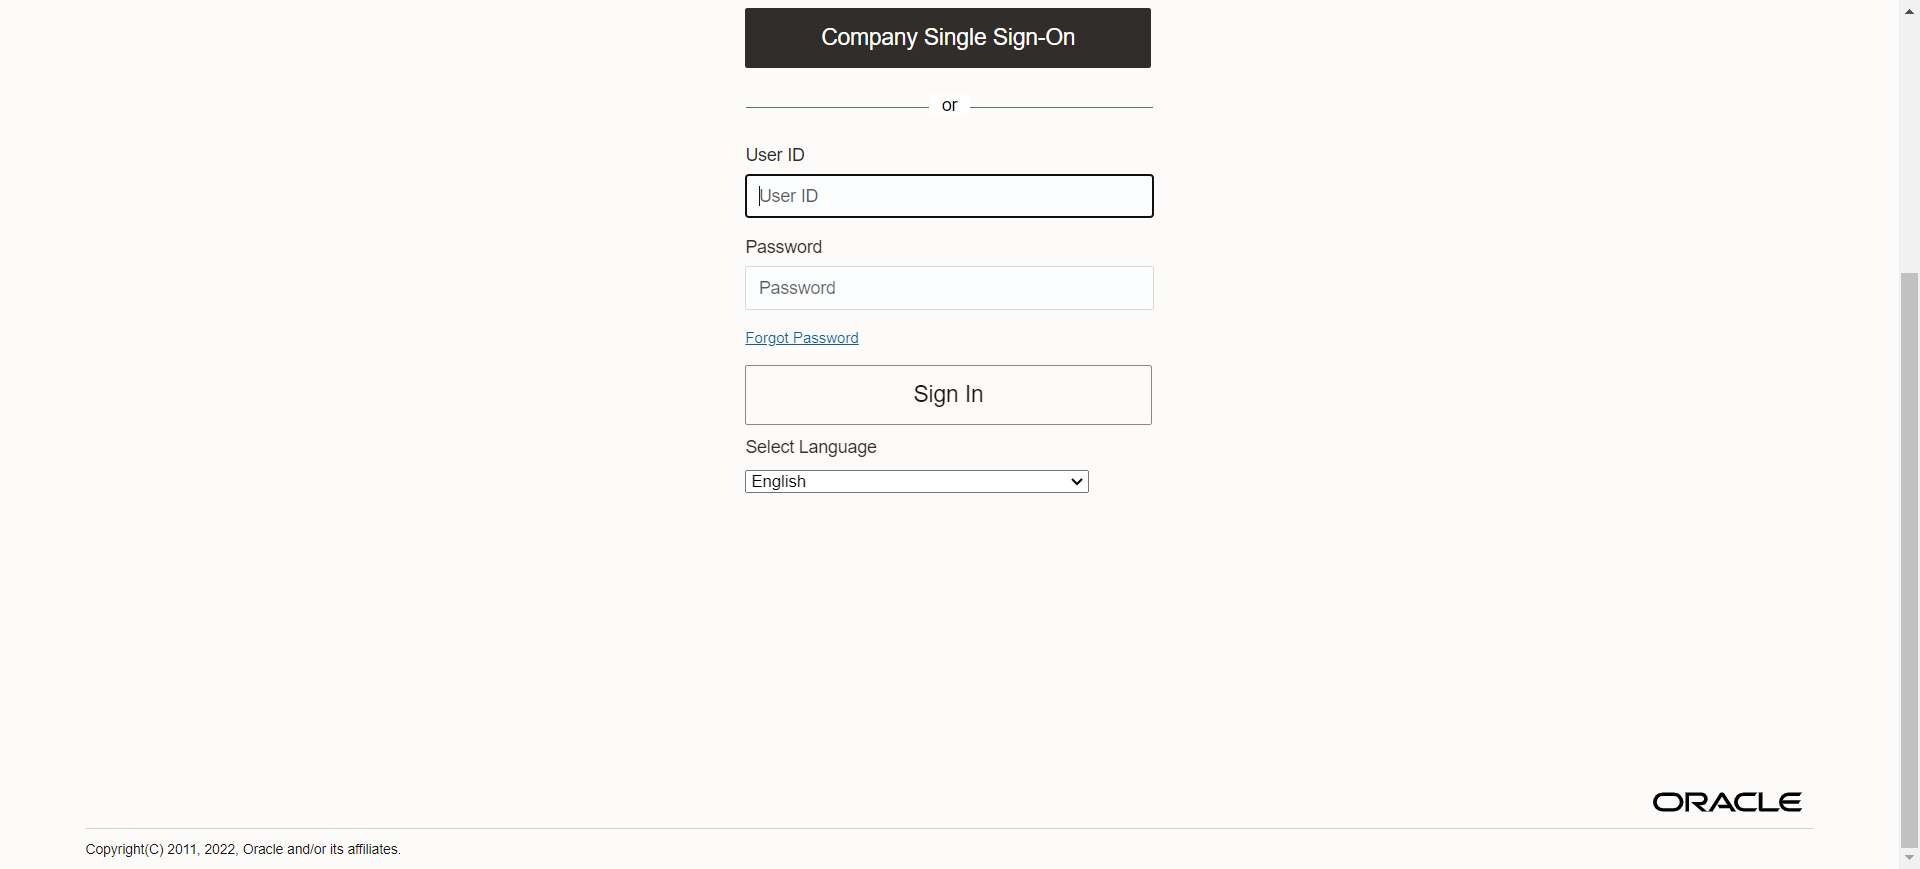 Company Single Sign-On
or
User ID
User ID
Password
Password
Forgot Password
Sign In
Select Language
English
ORACLE
Copyright(C) 2011, 2022, Oracle and/or its affiliates.